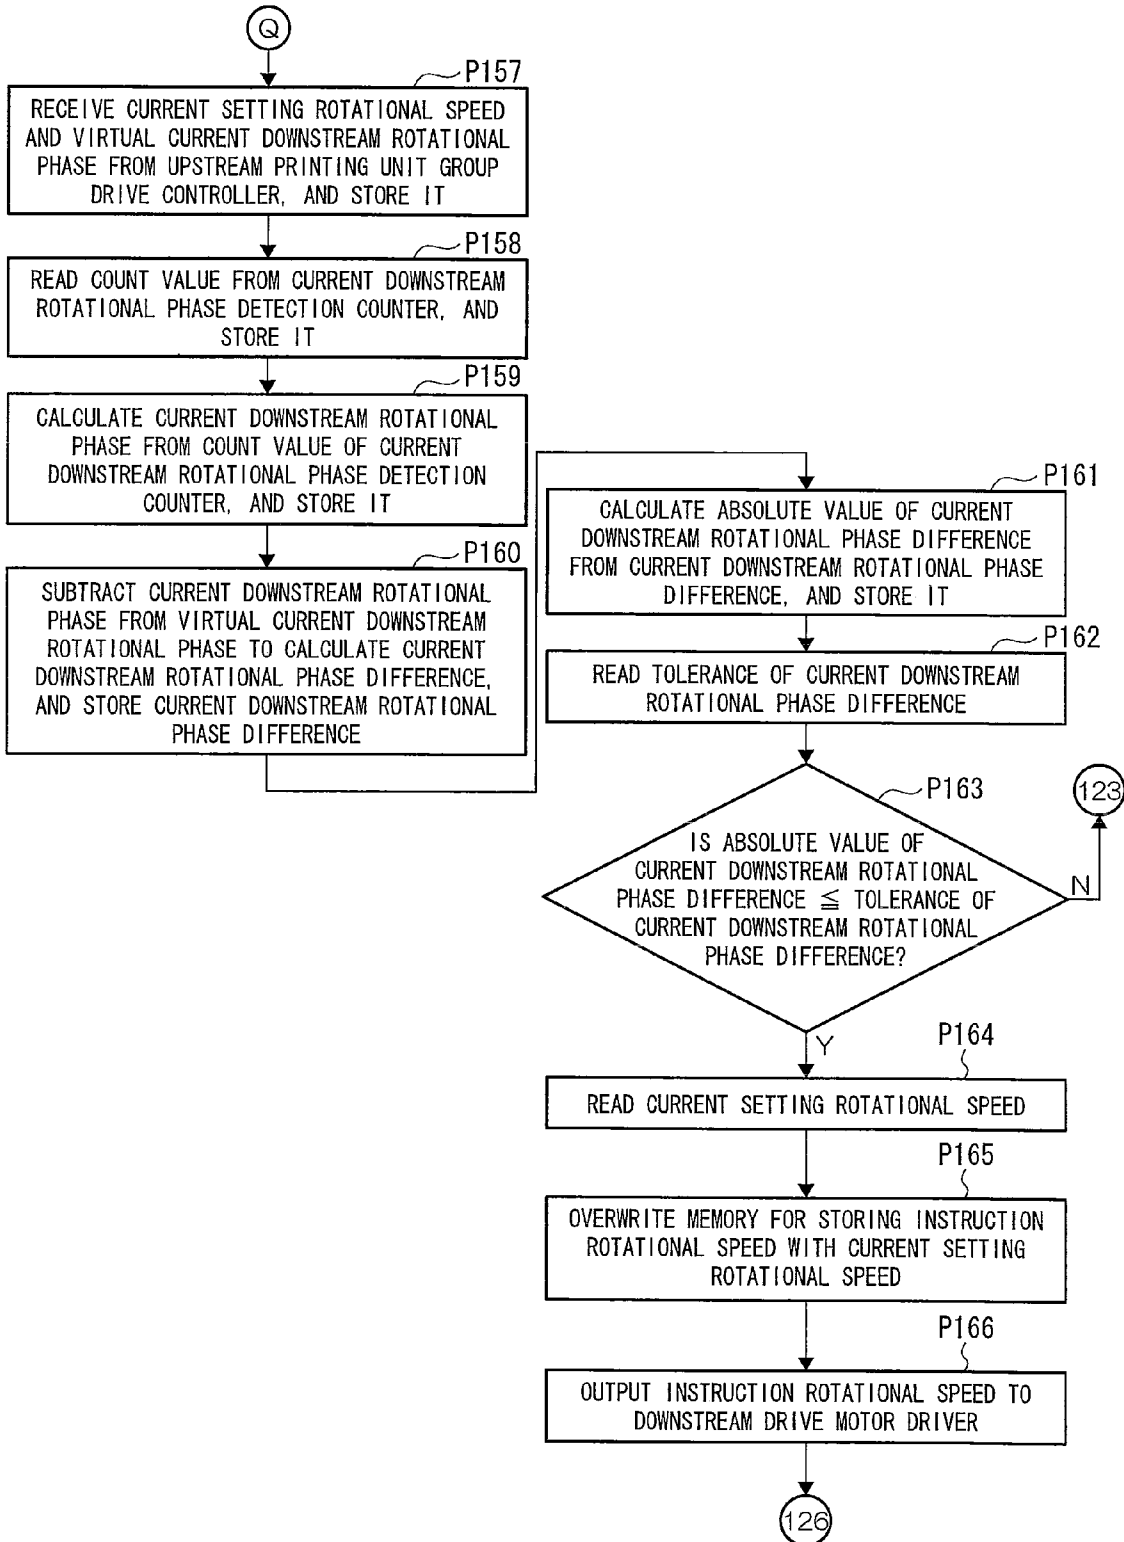 Q
P157
RECEIVE CURRENT SETTING ROTATIONAL SPEED
AND VIRTUAL CURRENT DOWNSTREAM ROTATIONAL
PHASE FROM UPSTREAM PRINTING UNIT GROUP
DRIVE CONTROLLER, AND STORE IT
P158
READ COUNT VALUE FROM CURRENT DOWNSTREAM
ROTATIONAL PHASE DETECTION COUNTER, AND
STORE IT
P159
CALCULATE CURRENT DOWNSTREAM ROTATIONAL
PHASE FROM COUNT VALUE OF CURRENT
DOWNSTREAM ROTATIONAL PHASE DETECTION
COUNTER, AND STORE IT
P160
SUBTRACT CURRENT DOWNSTREAM ROTATIONAL
PHASE FROM VIRTUAL CURRENT DOWNSTREAM
ROTATIONAL PHASE TO CALCULATE CURRENT
DOWNSTREAM ROTATIONAL PHASE DIFFERENCE,
AND STORE CURRENT DOWNSTREAM ROTATIONAL
PHASE DIFFERENCE
P161
CALCULATE ABSOLUTE VALUE OF CURRENT
DOWNSTREAM ROTATIONAL PHASE DIFFERENCE
FROM CURRENT DOWNSTREAM ROTATIONAL PHASE
DIFFERENCE, AND STORE IT
P162
READ TOLERANCE OF CURRENT DOWNSTREAM
ROTATIONAL PHASE DIFFERENCE
P163
IS ABSOLUTE VALUE OF
CURRENT DOWNSTREAM ROTATIONAL
PHASE DIFFERENCE ≦ TOLERANCE OF
CURRENT DOWNSTREAM ROTATIONAL
PHASE DIFFERENCE?
N
123
Y
P164
READ CURRENT SETTING ROTATIONAL SPEED
P165
OVERWRITE MEMORY FOR STORING INSTRUCTION
ROTATIONAL SPEED WITH CURRENT SETTING
ROTATIONAL SPEED
P166
OUTPUT INSTRUCTION ROTATIONAL SPEED TO
DOWNSTREAM DRIVE MOTOR DRIVER
126